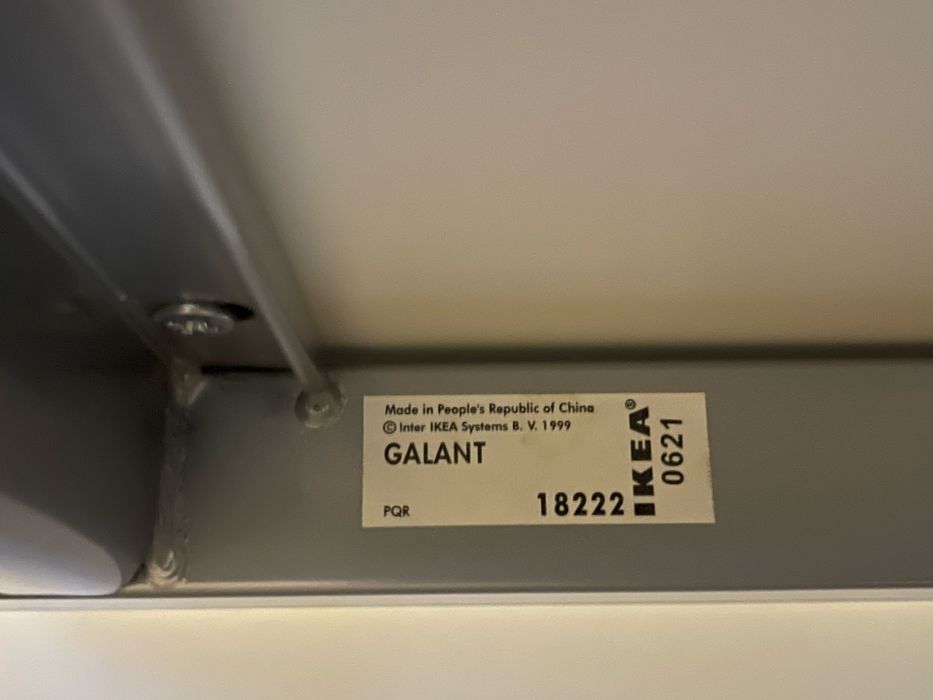 Made in People's Republic of China
© Inter IKEA Systems B. V. 1999
GALANT
PQR
18222
IKEA®
0621